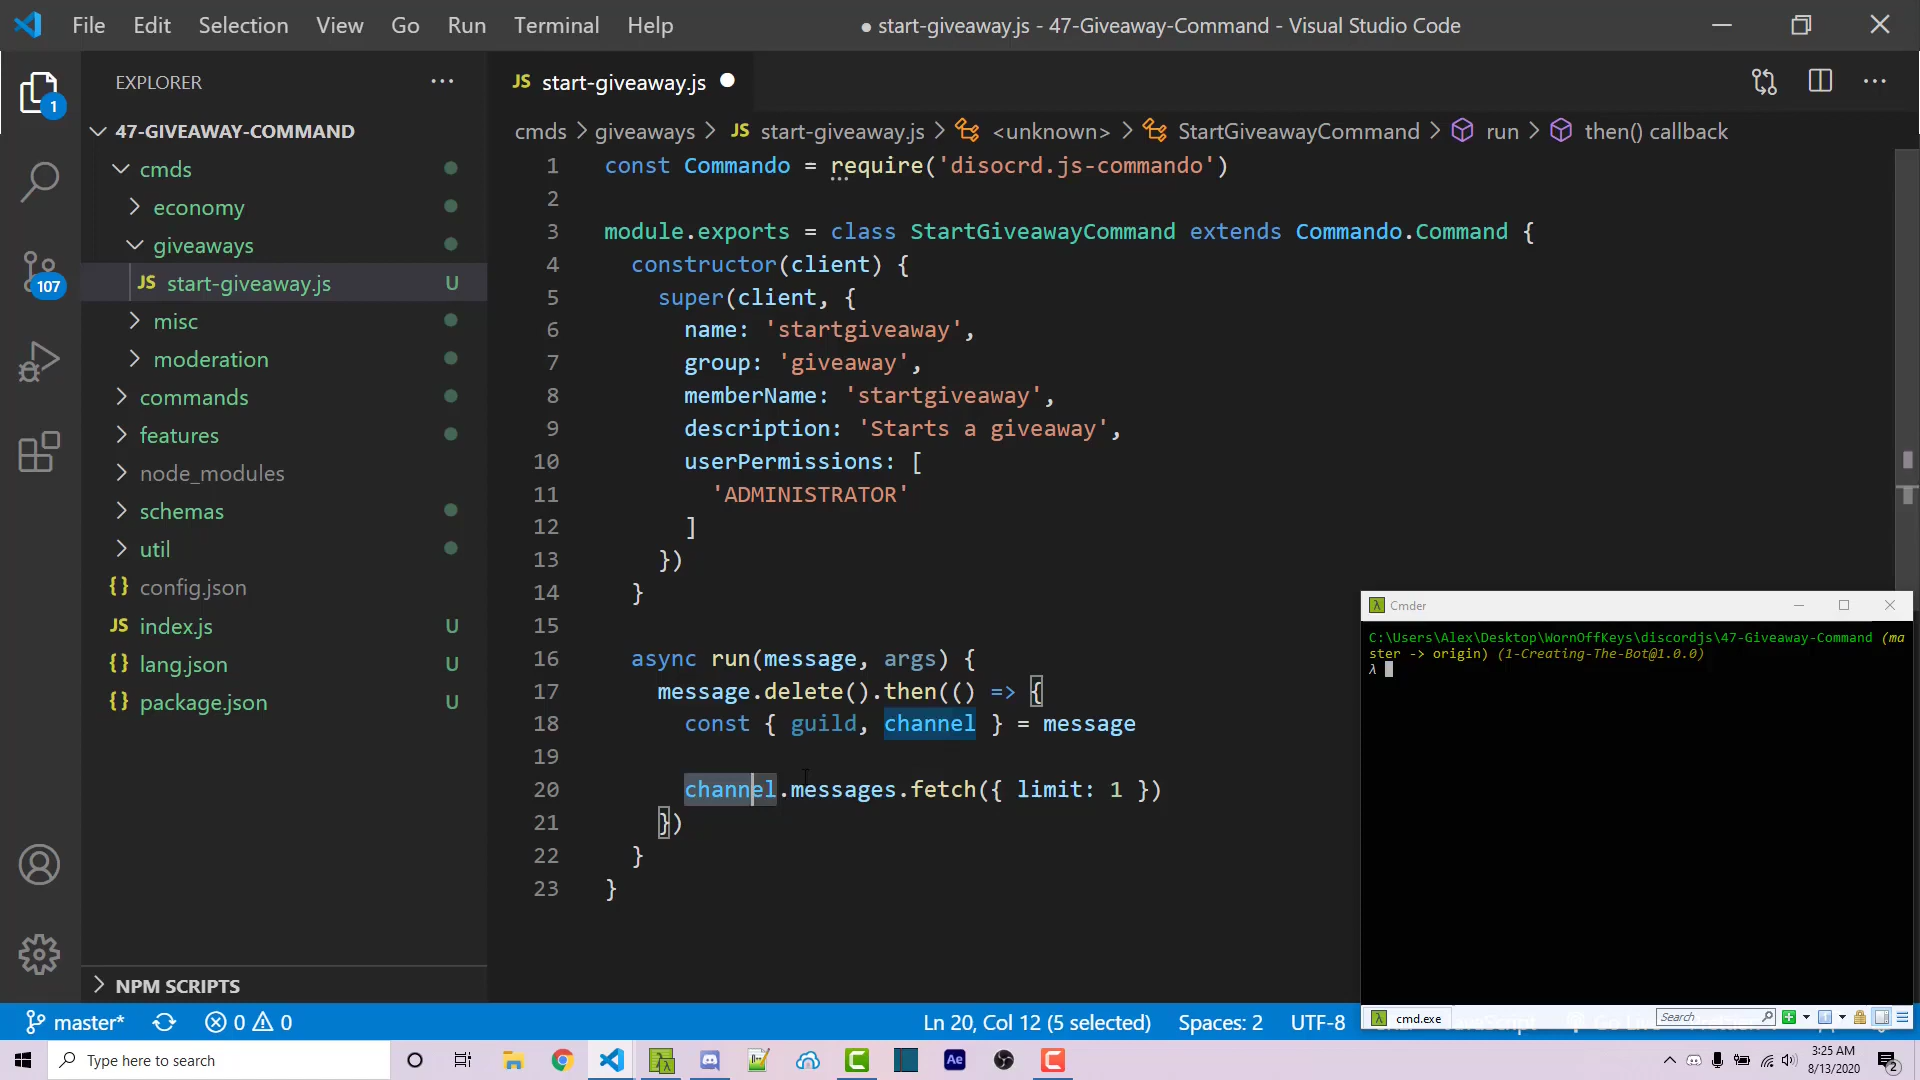 File Edit Selection View Go Run Terminal Help
● start-giveaway.js - 47-Giveaway-Command - Visual Studio Code
EXPLORER
JS start-giveaway.js
47-GIVEAWAY-COMMAND
cmds > giveaways > JS start-giveaway.js > <unknown> > StartGiveawayCommand > run > then() callback
cmds
economy
giveaways
JS start-giveaway.js U
misc
moderation
commands
features
node_modules
schemas
util
{} config.json
JS index.js U
JS lang.json U
{} package.json U
NPM SCRIPTS
1
107
1 const Commando = require('disocrd.js-commando')
2
3 module.exports = class StartGiveawayCommand extends Commando.Command {
4 constructor(client) {
5 super(client, {
6 name: 'startgiveaway',
7 group: 'giveaway',
8 memberName: 'startgiveaway',
9 description: 'Starts a giveaway',
10 userPermissions: [
11 'ADMINISTRATOR'
12 ]
13 })
14 }
15
16 async run(message, args) {
17 message.delete().then(() => {
18 const { guild, channel } = message
19
20 channel.messages.fetch({ limit: 1 })
21 })
22 }
23 }
λ Cmder
C:\Users\Alex\Desktop\WornOffKeys\discordjs\47-Giveaway-Command (ma
ster -> origin) (1-Creating-The-Bot@1.0.0)
λ
λ cmd.exe
Search
master* 0 0
Ln 20, Col 12 (5 selected) Spaces: 2 UTF-8
Type here to search
Ae
3:25 AM
8/13/2020
2